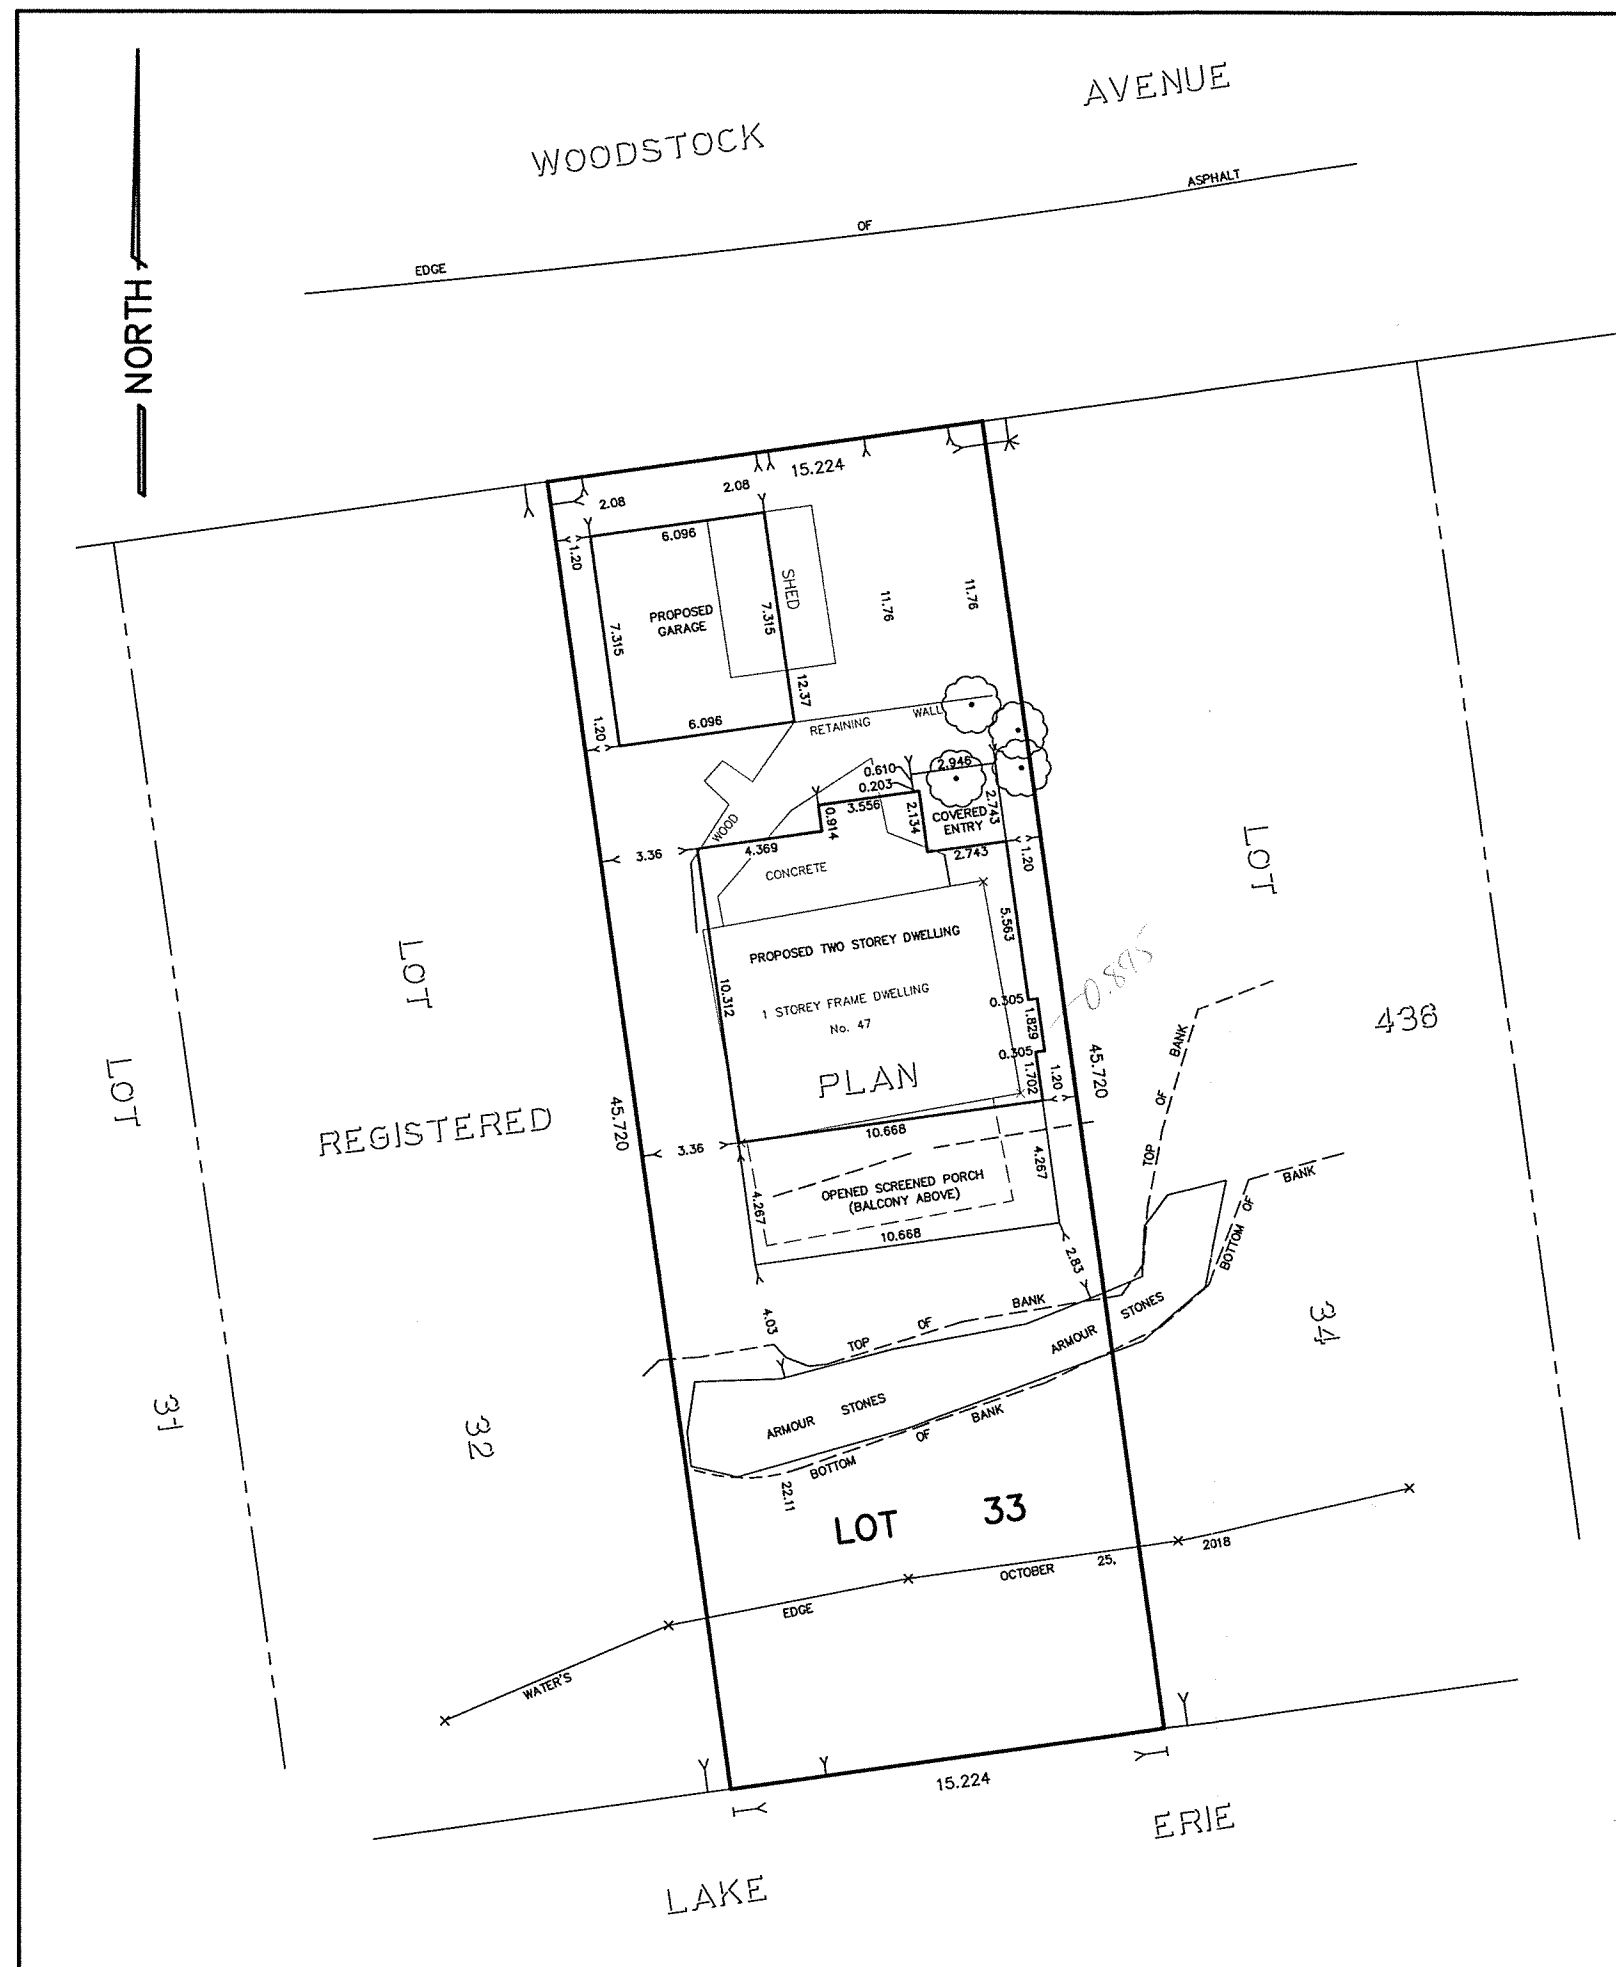 AVENUE
WOODSTOCK
ASPHALT
OF
EDGE
NORTH
15.224
2.08
2.08
6.096
1.20
SHED
PROPOSED
GARAGE
7.315
7.315
11.76
11.76
12.37
6.096
1.20
RETAINING
WALL
WOOD
0.610
2.946
0.203
3.556
0.914
2.134
2.743
COVERED
ENTRY
3.36
4.369
2.743
1.20
CONCRETE
LOT
5.563
PROPOSED TWO STOREY DWELLING
LOT
10.312
1 STOREY FRAME DWELLING
No. 47
0.305
1.829
0.895
436
BANK
OF
TOP
0.305
1.702
1.20
45.720
PLAN
LOT
REGISTERED
45.720
3.36
10.668
4.267
OPENED SCREENED PORCH
(BALCONY ABOVE)
4.267
BANK
OF
BOTTOM
10.668
2.83
4.03
BANK
OF
TOP
STONES
ARMOUR
34
31
32
ARMOUR STONES
BANK
OF
BOTTOM
22.11
LOT 33
2018
25,
OCTOBER
EDGE
WATER'S
15.224
ERIE
LAKE